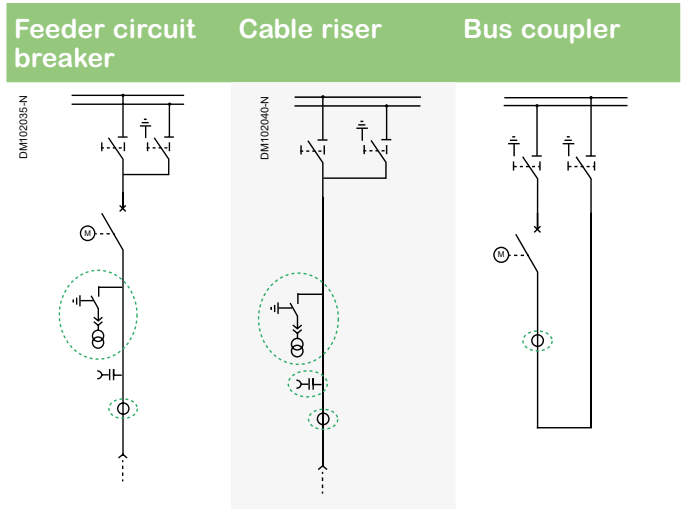 Feeder circuit
breaker
Cable riser
Bus coupler
DM102035-N
DM102040-N
M
M